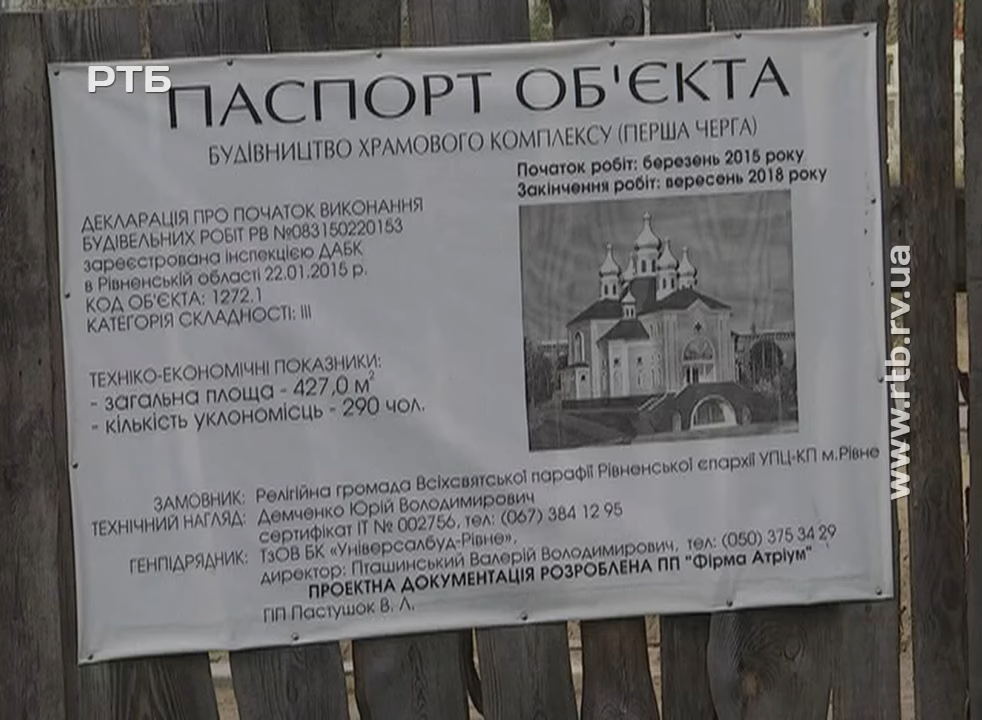 РТБ
ПАСПОРТ ОБ'ЄКТА
БУДІВНИЦТВО ХРАМОВОГО КОМПЛЕКСУ (ПЕРША ЧЕРГА)
Початок робіт: березень 2015 року
Закінчення робіт: вересень 2018 року
ДЕКЛАРАЦІЯ ПРО ПОЧАТОК ВИКОНАННЯ
БУДІВЕЛЬНИХ РОБІТ РВ №083150220153
зареєстрована інспекцією ДАБК
в Рівненській області 22.01.2015 р.
КОД ОБ'ЄКТА: 1272.1
КАТЕГОРІЯ СКЛАДНОСТІ: III
ТЕХНІКО-ЕКОНОМІЧНІ ПОКАЗНИКИ:
- загальна площа - 427,0 м²
- кількість уклономісць - 290 чол.
ЗАМОВНИК: Релігійна громада Всіхсвятської парафії Рівненської єпархії УПЦ-КП м.Рівне
ТЕХНІЧНИЙ НАГЛЯД: Демченко Юрій Володимирович
сертифікат ІТ № 002756, тел: (067) 384 12 95
ГЕНПІДРЯДНИК: ТзОВ БК «Універсалбуд-Рівне»,
директор: Пташинський Валерій Володимирович, тел: (050) 375 34 29
ПРОЕКТНА ДОКУМЕНТАЦІЯ РОЗРОБЛЕНА ПП "Фірма Атріум"
ГІП Пастушок В. Л.
www.rtb.rv.ua